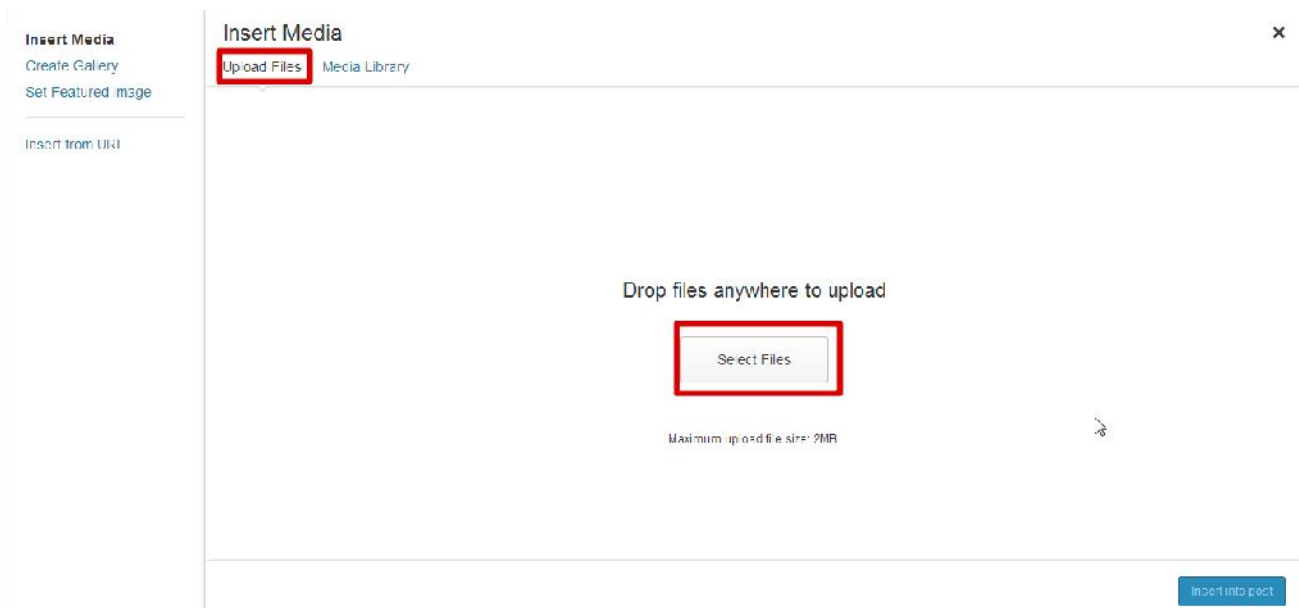 Insert Media
Create Gallery
Set Featured Image
Insert from URL
Insert Media
Upload Files Media Library
Drop files anywhere to upload
Select Files
Maximum upload file size: 2MB
Insert into post